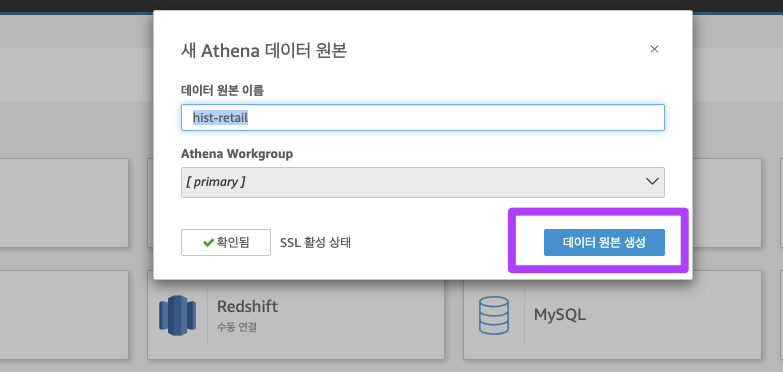 새 Athena 데이터 원본
데이터 원본 이름
hist-retail
Athena Workgroup
[ primary ]
확인됨
SSL 활성 상태
데이터 원본 생성
Redshift
수동 연결
MySQL